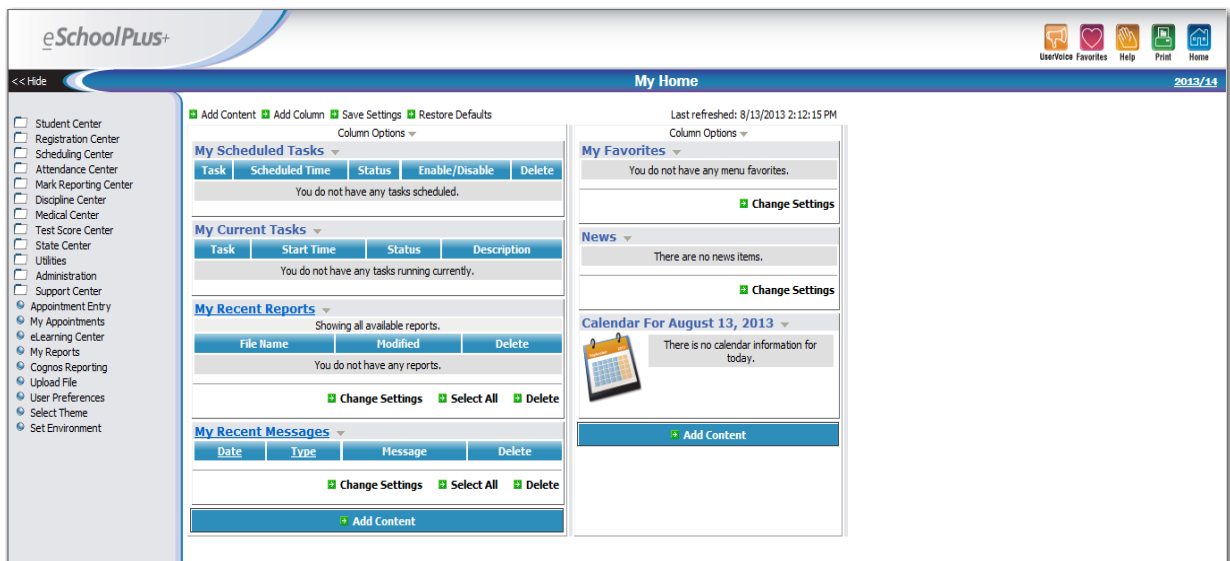 eSchoolPLUS+
UserVoice Favorites Help Print Home
<< Hide My Home 2013/14
Student Center
Registration Center
Scheduling Center
Attendance Center
Mark Reporting Center
Discipline Center
Medical Center
Test Score Center
State Center
Utilities
Administration
Support Center
Appointment Entry
My Appointments
eLearning Center
My Reports
Cognos Reporting
Upload File
User Preferences
Select Theme
Set Environment
Add Content Add Column Save Settings Restore Defaults Last refreshed: 8/13/2013 2:12:15 PM
Column Options
My Scheduled Tasks
Task Scheduled Time Status Enable/Disable Delete
You do not have any tasks scheduled.
My Current Tasks
Task Start Time Status Description
You do not have any tasks running currently.
My Recent Reports
Showing all available reports.
File Name Modified Delete
You do not have any reports.
Change Settings Select All Delete
My Recent Messages
Date Type Message Delete
Change Settings Select All Delete
Add Content
Column Options
My Favorites
You do not have any menu favorites.
Change Settings
News
There are no news items.
Change Settings
Calendar For August 13, 2013
There is no calendar information for
today.
Add Content